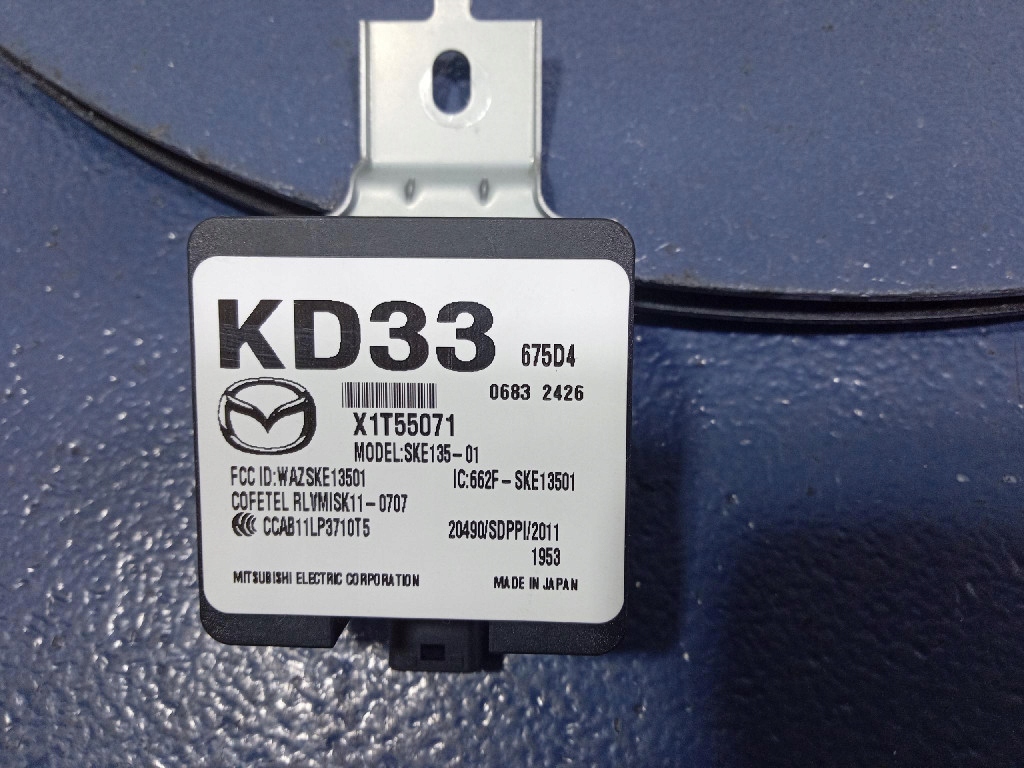 KD33 675D4
0683 2426
X1T55071
MODEL:SKE135-01
FCC ID:WAZSKE13501 IC:662F-SKE13501
COFETEL RLVMISK11-0707
CCAB11LP3710T5 20490/SDPPI/2011
1953
MITSUBISHI ELECTRIC CORPORATION MADE IN JAPAN